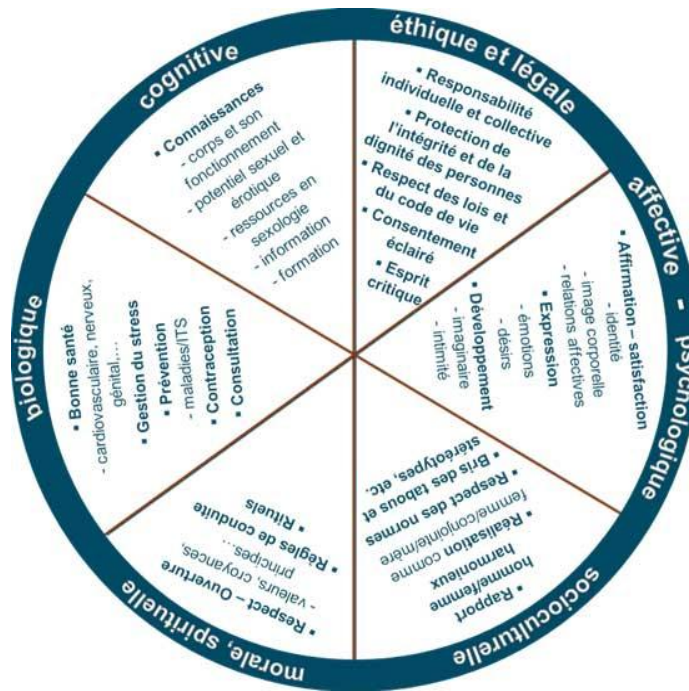 éthique et légale
▪ Responsabilité
individuelle et collective
▪ Protection de
l'intégrité et de la
dignité des personnes
▪ Respect des lois et
du code de vie
▪ Consentement
éclairé
▪ Esprit
critique
affective - psychologique
▪ Affirmation – satisfaction
- identité
- image corporelle
- relations affectives
▪ Expression
- émotions
- désirs
▪ Développement
- imaginaire
- intimité
socioculturelle
▪ Rapport
homme/femme
harmonieux
▪ Réalisation comme
femme/conjointe/mère
▪ Respect des normes
▪ Bris des tabous et
stéréotypes, etc.
morale, spirituelle
▪ Respect – Ouverture
- valeurs, croyances,
principes...
▪ Règles de conduite
▪ Rituels
biologique
▪ Bonne santé
- cardiovasculaire, nerveux,
génital,...
▪ Gestion du stress
▪ Prévention
- maladies/ITS
▪ Contraception
▪ Consultation
cognitive
▪ Connaissances
- corps et son
fonctionnement
- potentiel sexuel et
érotique
- ressources en
sexologie
- information
- formation